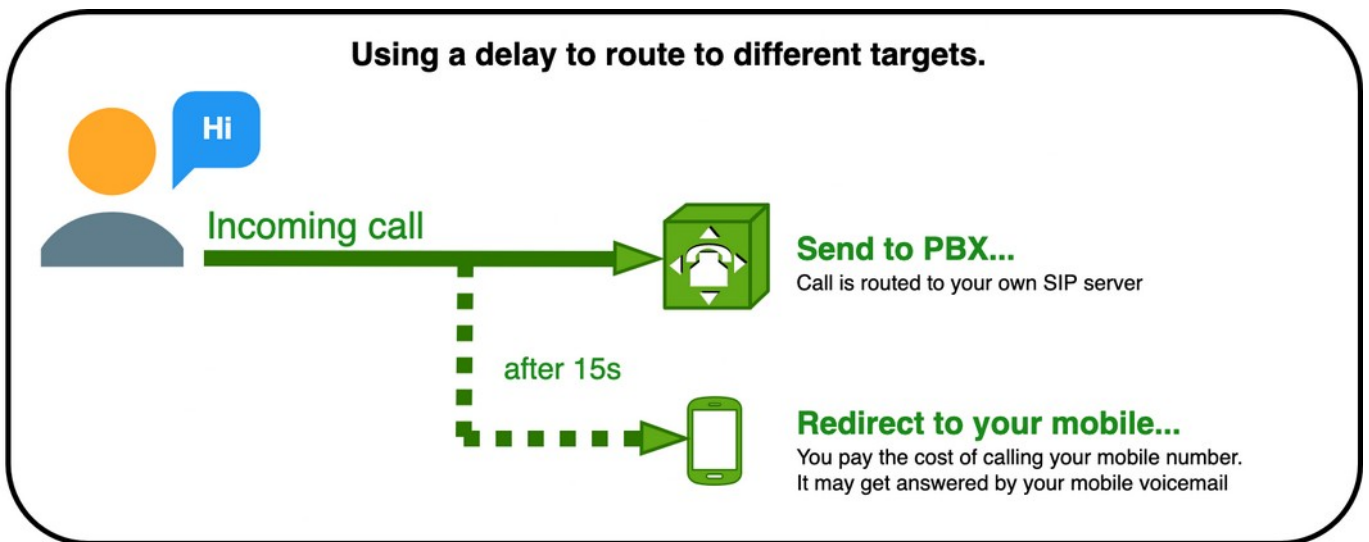 Using a delay to route to different targets.
Hi
Incoming call
Send to PBX...
Call is routed to your own SIP server
after 15s
Redirect to your mobile...
You pay the cost of calling your mobile number.
It may get answered by your mobile voicemail